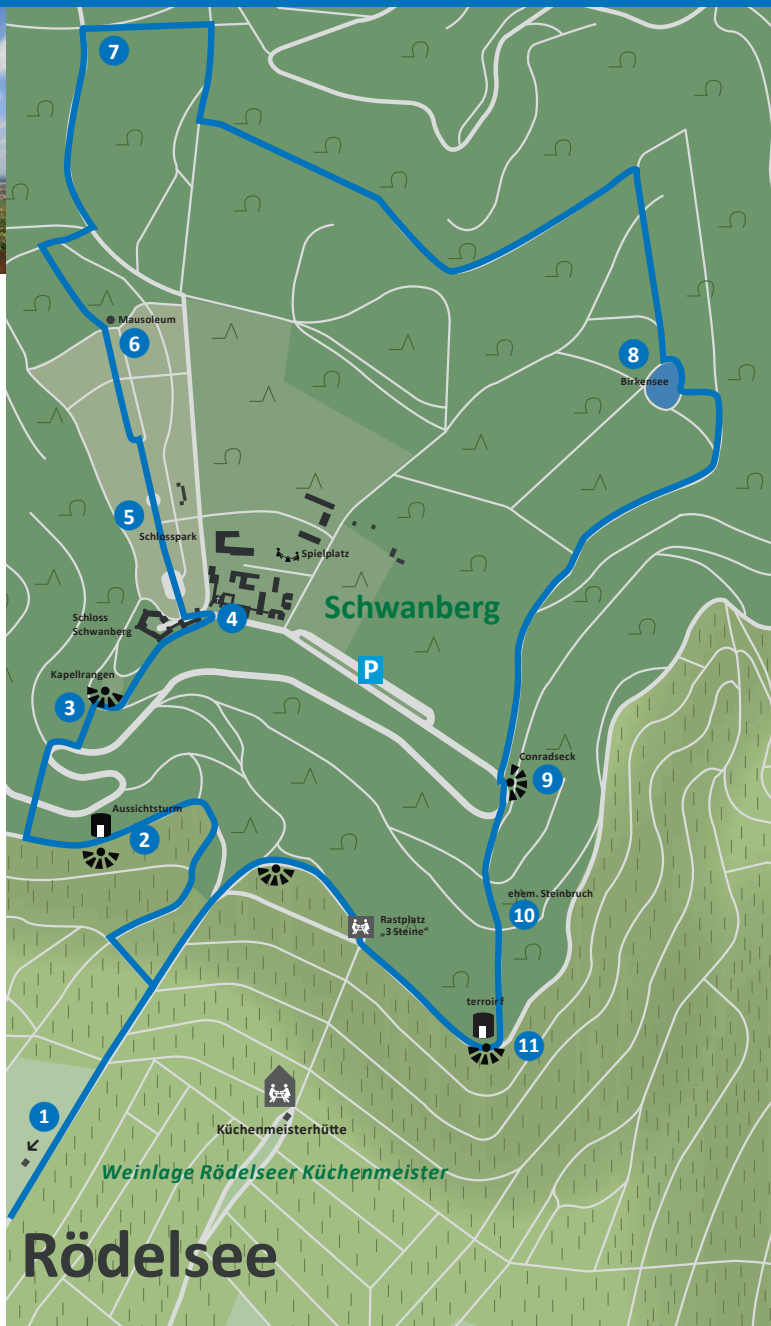 7
Mausoleum
6
8
Birkensee
5
Schlosspark
Spielplatz
Schwanberg
Schloss
Schwanberg
4
P
Kapellrangen
3
Conradseck
9
Aussichtsturm
2
ehem. Steinbruch
10
Rastplatz
„3 Steine“
terroir f
11
1
Küchenmeisterhütte
Weinlage Rödelseer Küchenmeister
Rödelsee